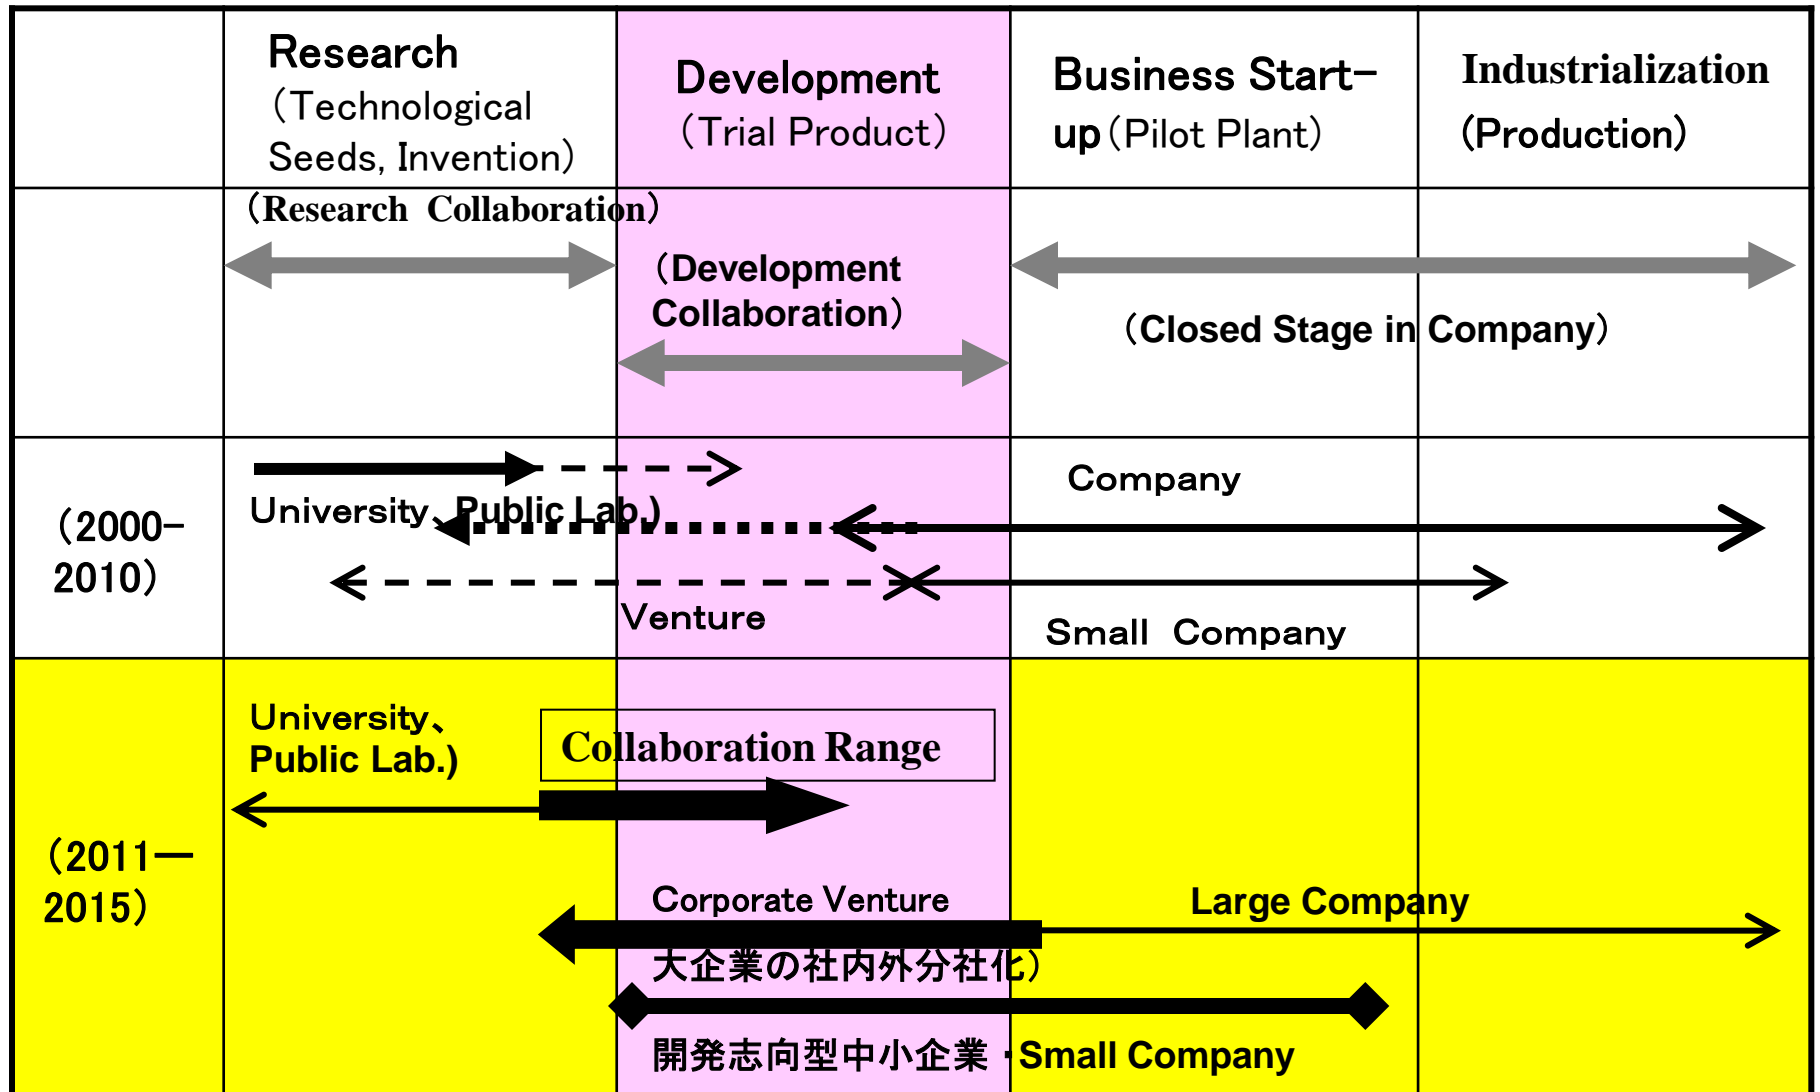 Research
（Technological
Seeds, Invention）
Development
（Trial Product）
Business Start-
up（Pilot Plant）
Industrialization
(Production)
（Research Collaboration）
（Development
Collaboration）
（Closed Stage in Company）
（2000-
2010）
University、Public Lab.)
Company
Venture
Small Company
（2011―
2015）
University、
Public Lab.)
Collaboration Range
Corporate Venture
大企業の社内外分社化）
Large Company
開発志向型中小企業・Small Company